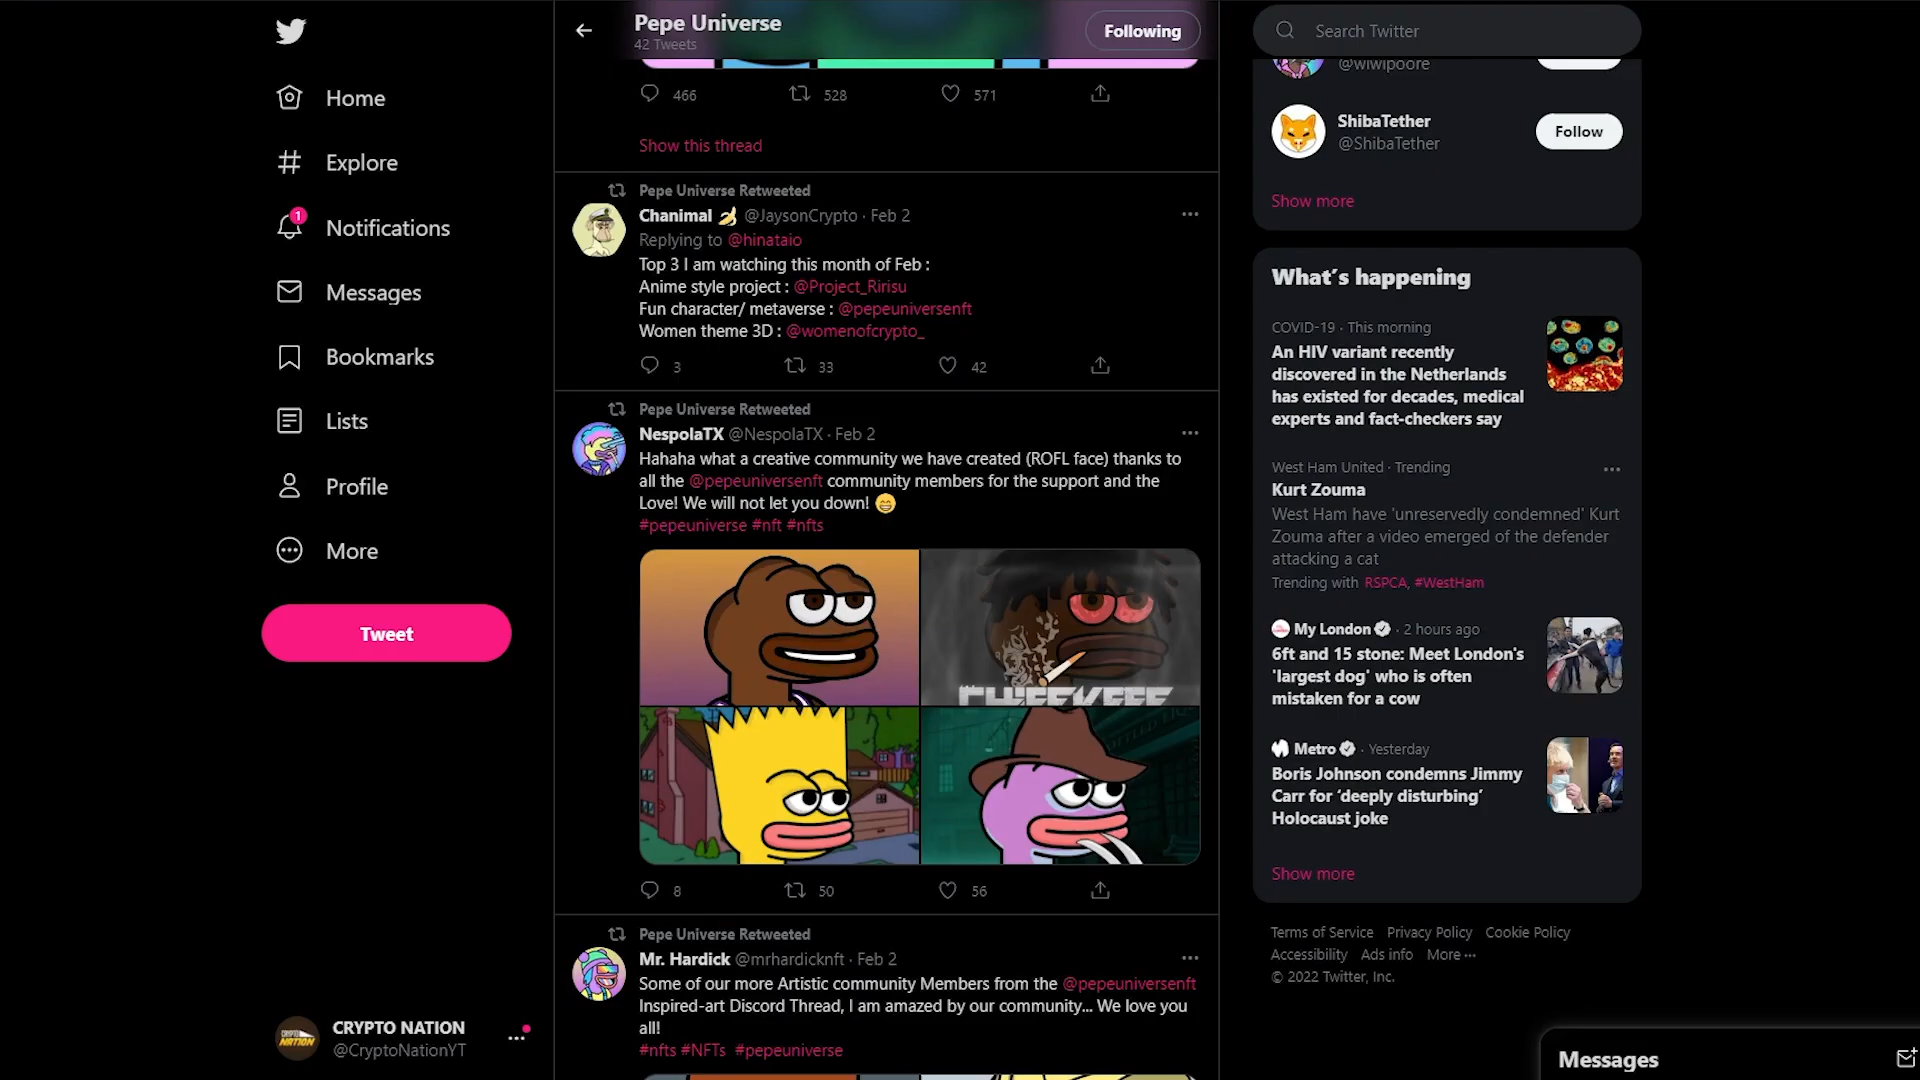 Home
Explore
1
Notifications
Messages
Bookmarks
Lists
Profile
More
Tweet
CRYPTO NATION
@CryptoNationYT
Pepe Universe
42 Tweets
Following
466 528 571
Show this thread
Pepe Universe Retweeted
Chanimal 🍌 @JaysonCrypto · Feb 2
Replying to @hinataio
Top 3 I am watching this month of Feb :
Anime style project : @Project_Ririsu
Fun character/ metaverse : @pepeuniversenft
Women theme 3D : @womenofcrypto_
3 33 42
Pepe Universe Retweeted
NespolaTX @NespolaTX · Feb 2
Hahaha what a creative community we have created (ROFL face) thanks to
all the @pepeuniversenft community members for the support and the
Love! We will not let you down! 😁
#pepeuniverse #nft #nfts
8 50 56
Pepe Universe Retweeted
Mr. Hardick @mrhardicknft · Feb 2
Some of our more Artistic community Members from the @pepeuniversenft
Inspired-art Discord Thread, I am amazed by our community... We love you
all!
#nfts #NFTs #pepeuniverse
Search Twitter
@wiwipoore
ShibaTether
@ShibaTether
Follow
Show more
What's happening
COVID-19 · This morning
An HIV variant recently
discovered in the Netherlands
has existed for decades, medical
experts and fact-checkers say
West Ham United · Trending
Kurt Zouma
West Ham have 'unreservedly condemned' Kurt
Zouma after a video emerged of the defender
attacking a cat
Trending with RSPCA, #WestHam
My London · 2 hours ago
6ft and 15 stone: Meet London's
'largest dog' who is often
mistaken for a cow
Metro · Yesterday
Boris Johnson condemns Jimmy
Carr for 'deeply disturbing'
Holocaust joke
Show more
Terms of Service Privacy Policy Cookie Policy
Accessibility Ads info More ···
© 2022 Twitter, Inc.
Messages